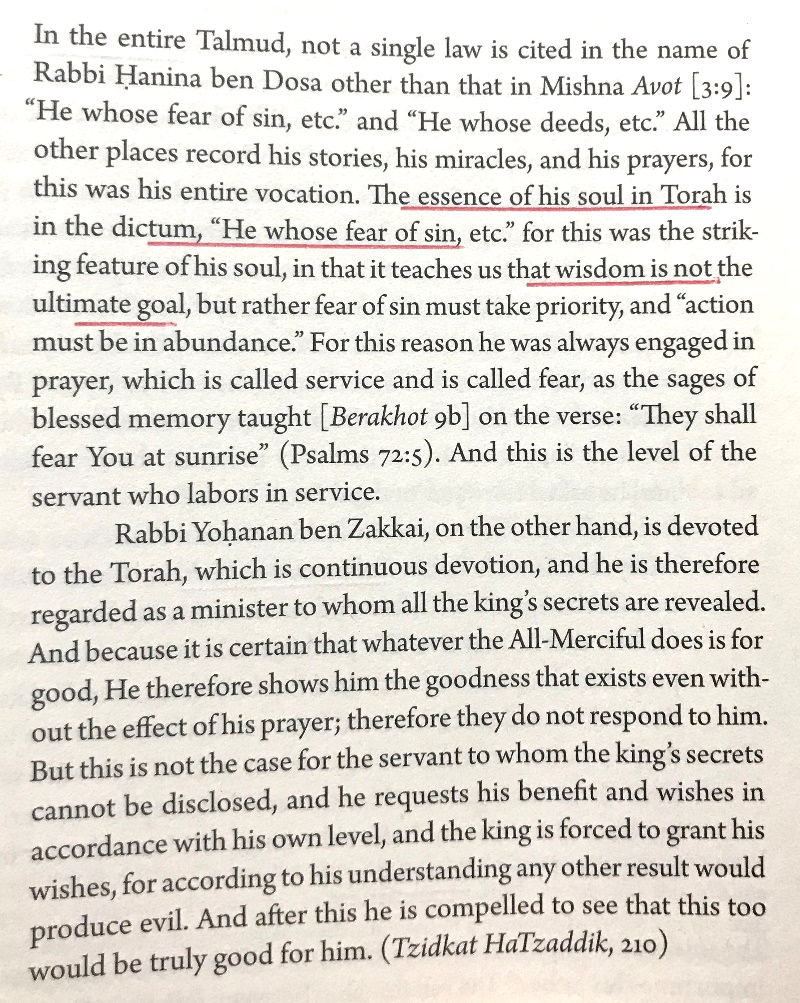 In the entire Talmud, not a single law is cited in the name of
Rabbi Ḥanina ben Dosa other than that in Mishna Avot [3:9]:
“He whose fear of sin, etc.” and “He whose deeds, etc.” All the
other places record his stories, his miracles, and his prayers, for
this was his entire vocation. The essence of his soul in Torah is
in the dictum, “He whose fear of sin, etc.” for this was the strik-
ing feature of his soul, in that it teaches us that wisdom is not the
ultimate goal, but rather fear of sin must take priority, and “action
must be in abundance.” For this reason he was always engaged in
prayer, which is called service and is called fear, as the sages of
blessed memory taught [Berakhot 9b] on the verse: “They shall
fear You at sunrise” (Psalms 72:5). And this is the level of the
servant who labors in service.
Rabbi Yoḥanan ben Zakkai, on the other hand, is devoted
to the Torah, which is continuous devotion, and he is therefore
regarded as a minister to whom all the king’s secrets are revealed.
And because it is certain that whatever the All-Merciful does is for
good, He therefore shows him the goodness that exists even with-
out the effect of his prayer; therefore they do not respond to him.
But this is not the case for the servant to whom the king’s secrets
cannot be disclosed, and he requests his benefit and wishes in
accordance with his own level, and the king is forced to grant his
wishes, for according to his understanding any other result would
produce evil. And after this he is compelled to see that this too
would be truly good for him. (Tzidkat HaTzaddik, 210)